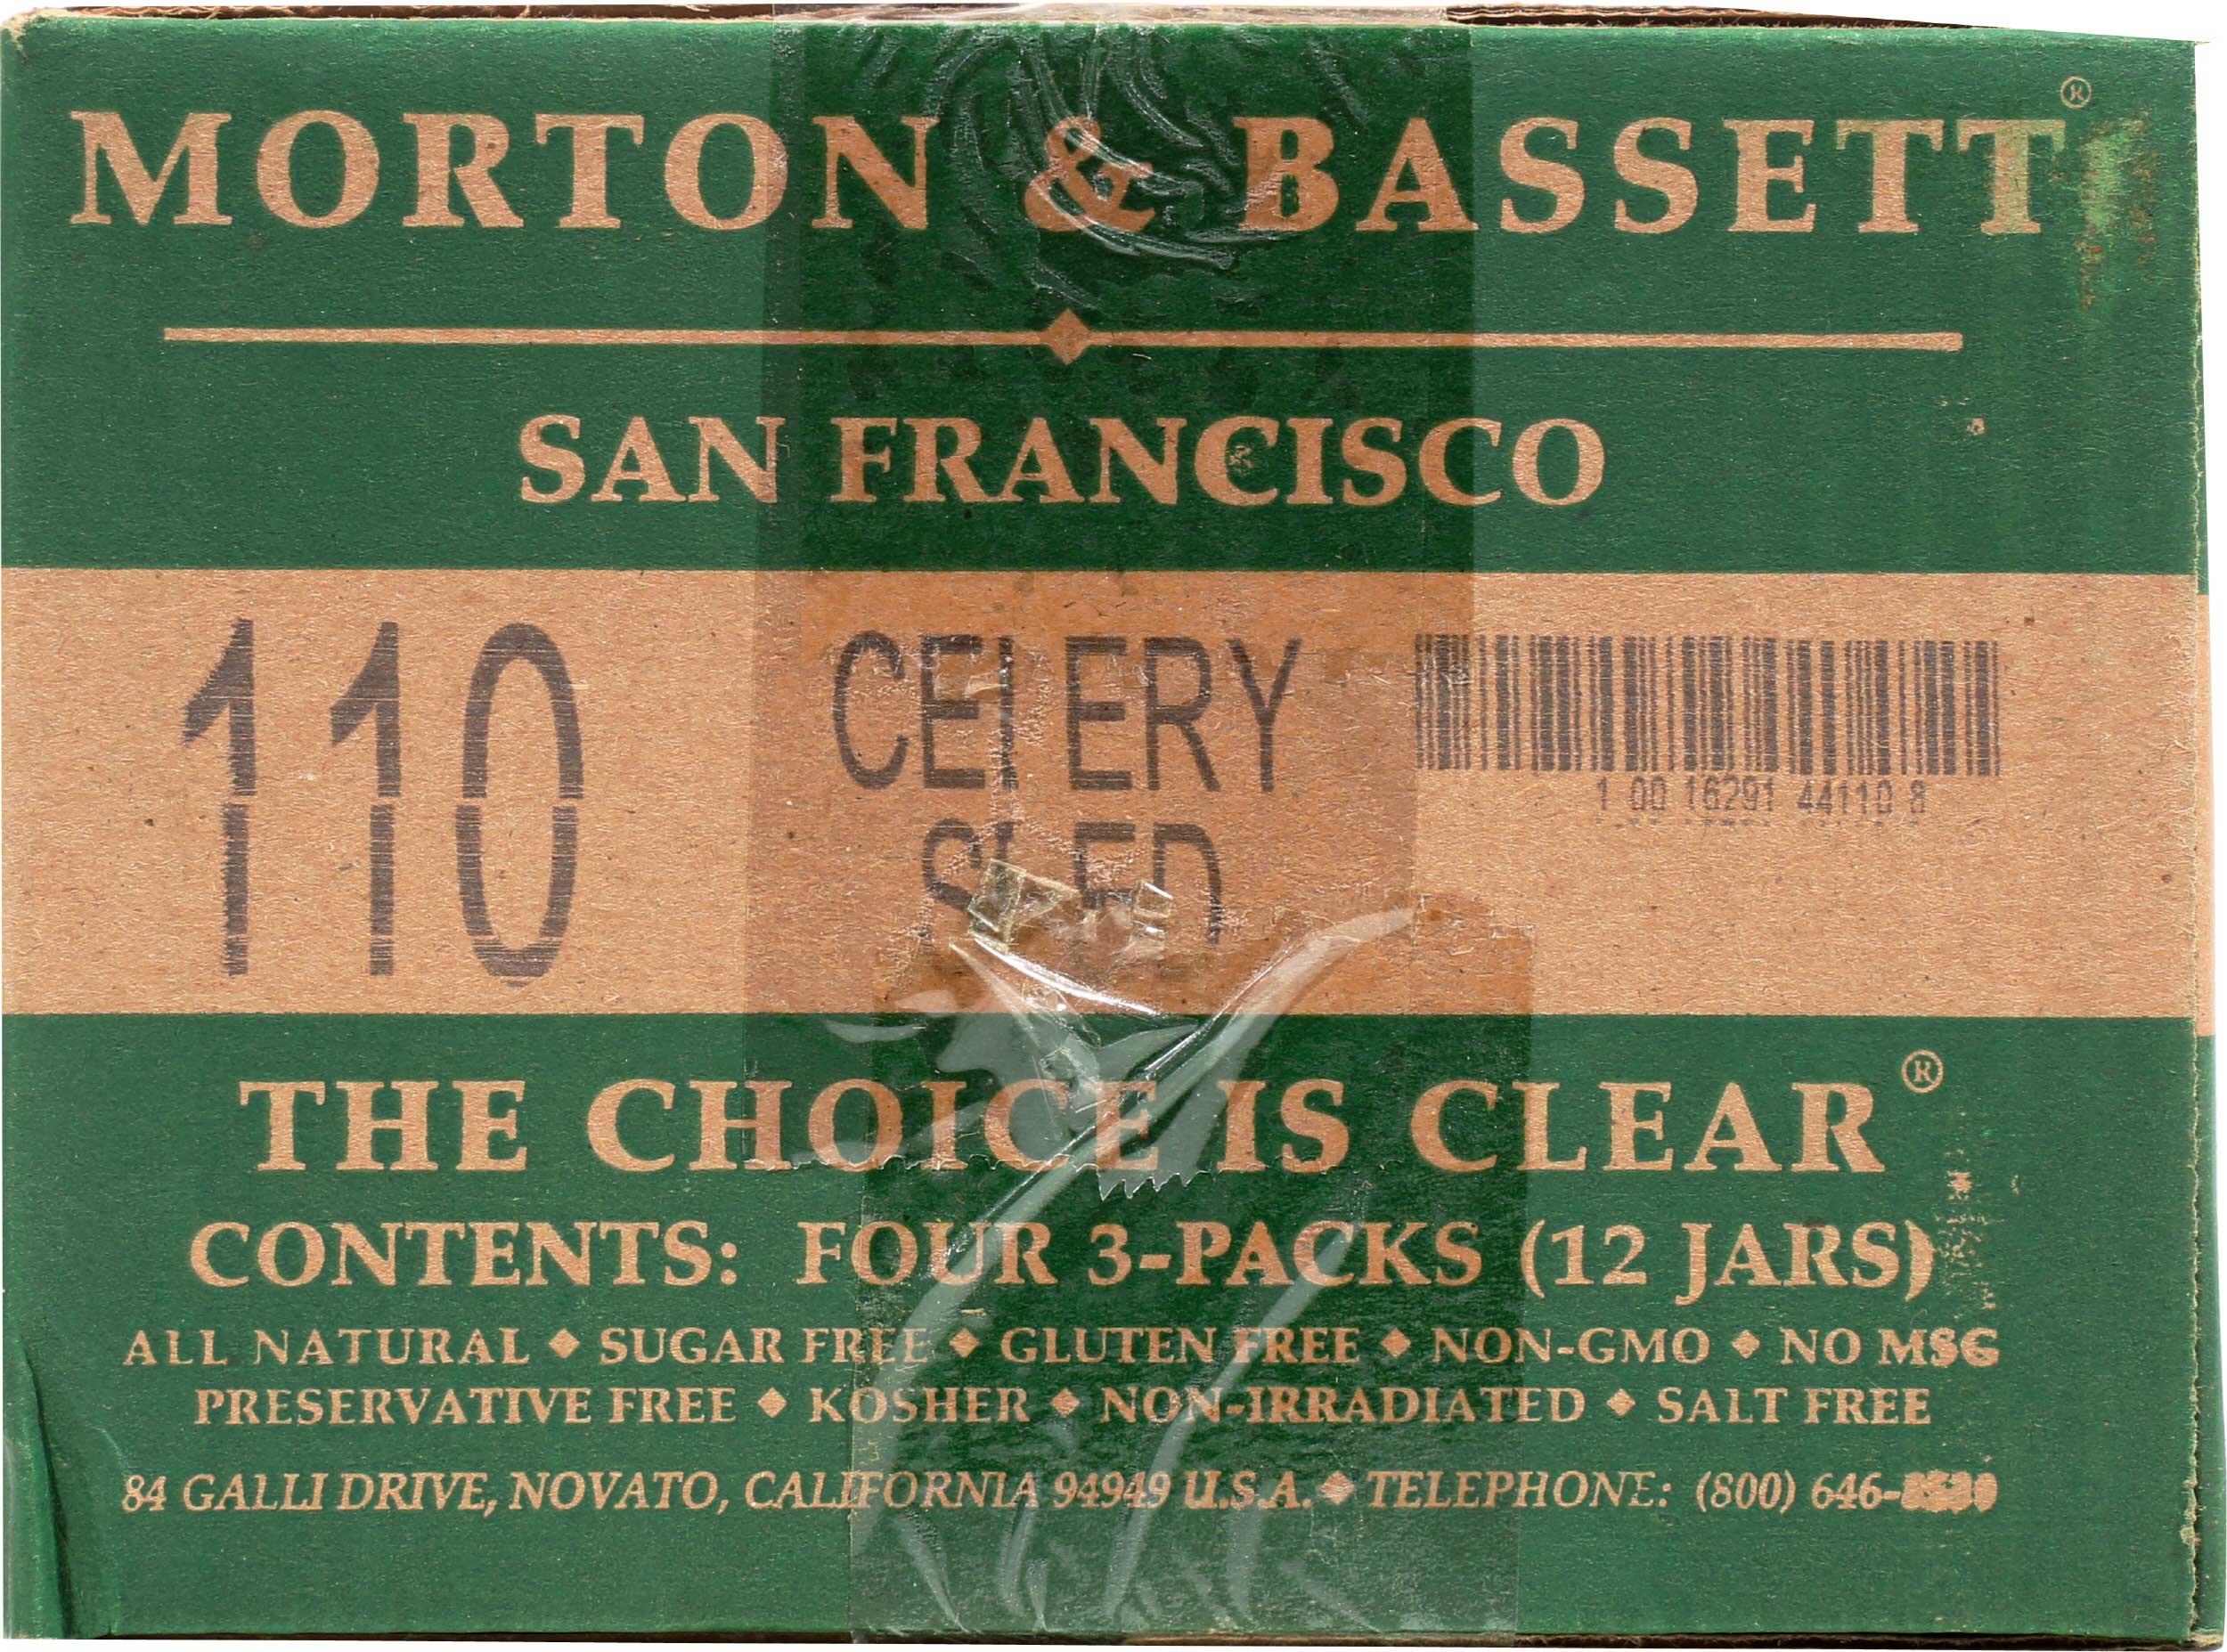 MORTON & BASSETT®
SAN FRANCISCO
110
CELERY
1 00 16291 44110 8
THE CHOICE IS CLEAR®
CONTENTS: FOUR 3-PACKS (12 JARS)
ALL NATURAL ◆ SUGAR FREE ◆ GLUTEN FREE ◆ NON-GMO ◆ NO MSG
PRESERVATIVE FREE ◆ KOSHER ◆ NON-IRRADIATED ◆ SALT FREE
84 GALLI DRIVE, NOVATO, CALIFORNIA 94949 U.S.A. ◆ TELEPHONE: (800)